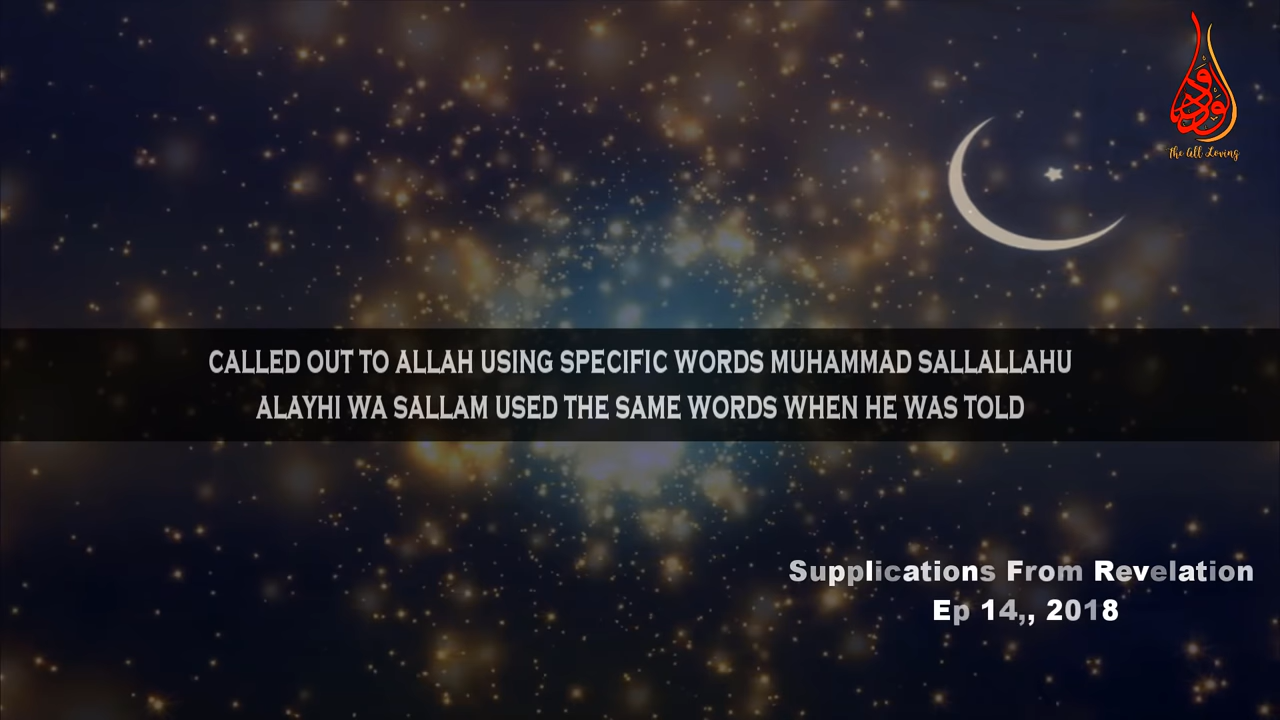 الودود
The All Loving
CALLED OUT TO ALLAH USING SPECIFIC WORDS MUHAMMAD SALLALLAHU
ALAYHI WA SALLAM USED THE SAME WORDS WHEN HE WAS TOLD
Supplications From Revelation
Ep 14,, 2018